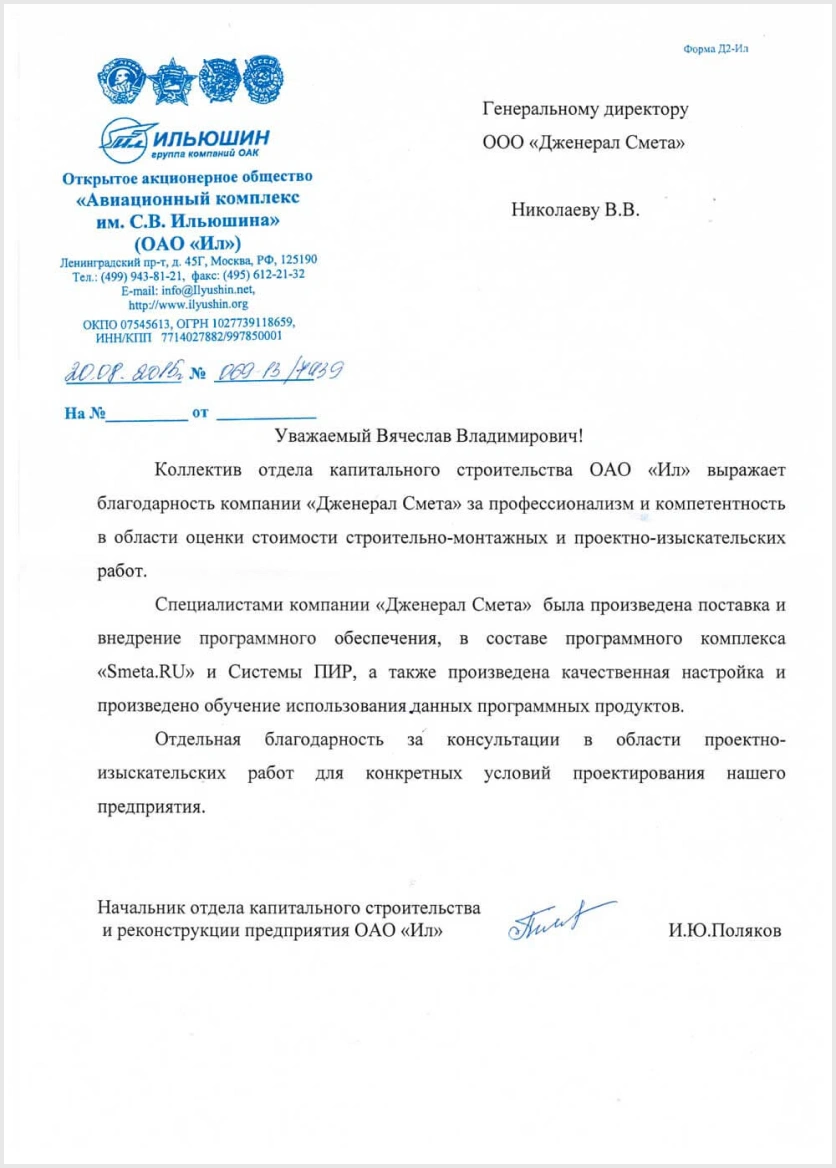 Форма Д2-Ил
ИЛЬЮШИН
группа компаний ОАК
Открытое акционерное общество
«Авиационный комплекс
им. С.В. Ильюшина»
(ОАО «Ил»)
Ленинградский пр-т, д. 45Г, Москва, РФ, 125190
Тел.: (499) 943-81-21, факс: (495) 612-21-32
E-mail: info@Ilyushin.net,
http://www.ilyushin.org
ОКПО 07545613, ОГРН 1027739118659,
ИНН/КПП 7714027882/997850001
20.08.2015г № 069-13/7439
На №__________ от ____________
Генеральному директору
ООО «Дженерал Смета»
Николаеву В.В.
Уважаемый Вячеслав Владимирович!
Коллектив отдела капитального строительства ОАО «Ил» выражает
благодарность компании «Дженерал Смета» за профессионализм и компетентность
в области оценки стоимости строительно-монтажных и проектно-изыскательских
работ.
Специалистами компании «Дженерал Смета» была произведена поставка и
внедрение программного обеспечения, в составе программного комплекса
«Smeta.RU» и Системы ПИР, а также произведена качественная настройка и
произведено обучение использования данных программных продуктов.
Отдельная благодарность за консультации в области проектно-
изыскательских работ для конкретных условий проектирования нашего
предприятия.
Начальник отдела капитального строительства
и реконструкции предприятия ОАО «Ил»
И.Ю.Поляков